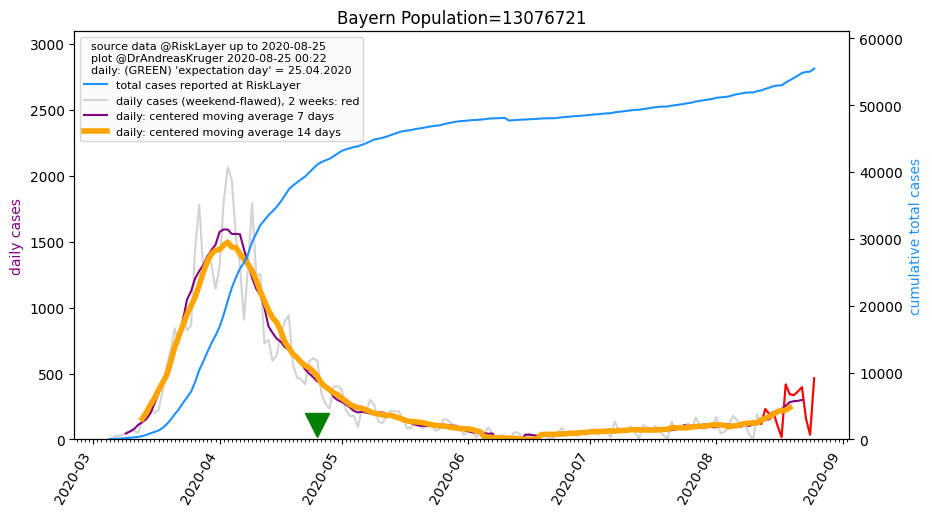 Bayern Population=13076721
source data @RiskLayer up to 2020-08-25
plot @DrAndreasKruger 2020-08-25 00:22
daily: (GREEN) 'expectation day' = 25.04.2020
total cases reported at RiskLayer
daily cases (weekend-flawed), 2 weeks: red
daily: centered moving average 7 days
daily: centered moving average 14 days
daily cases
3000
2500
2000
1500
1000
500
0
60000
50000
40000
30000
20000
10000
0
cumulative total cases
2020-03
2020-04
2020-05
2020-06
2020-07
2020-08
2020-09